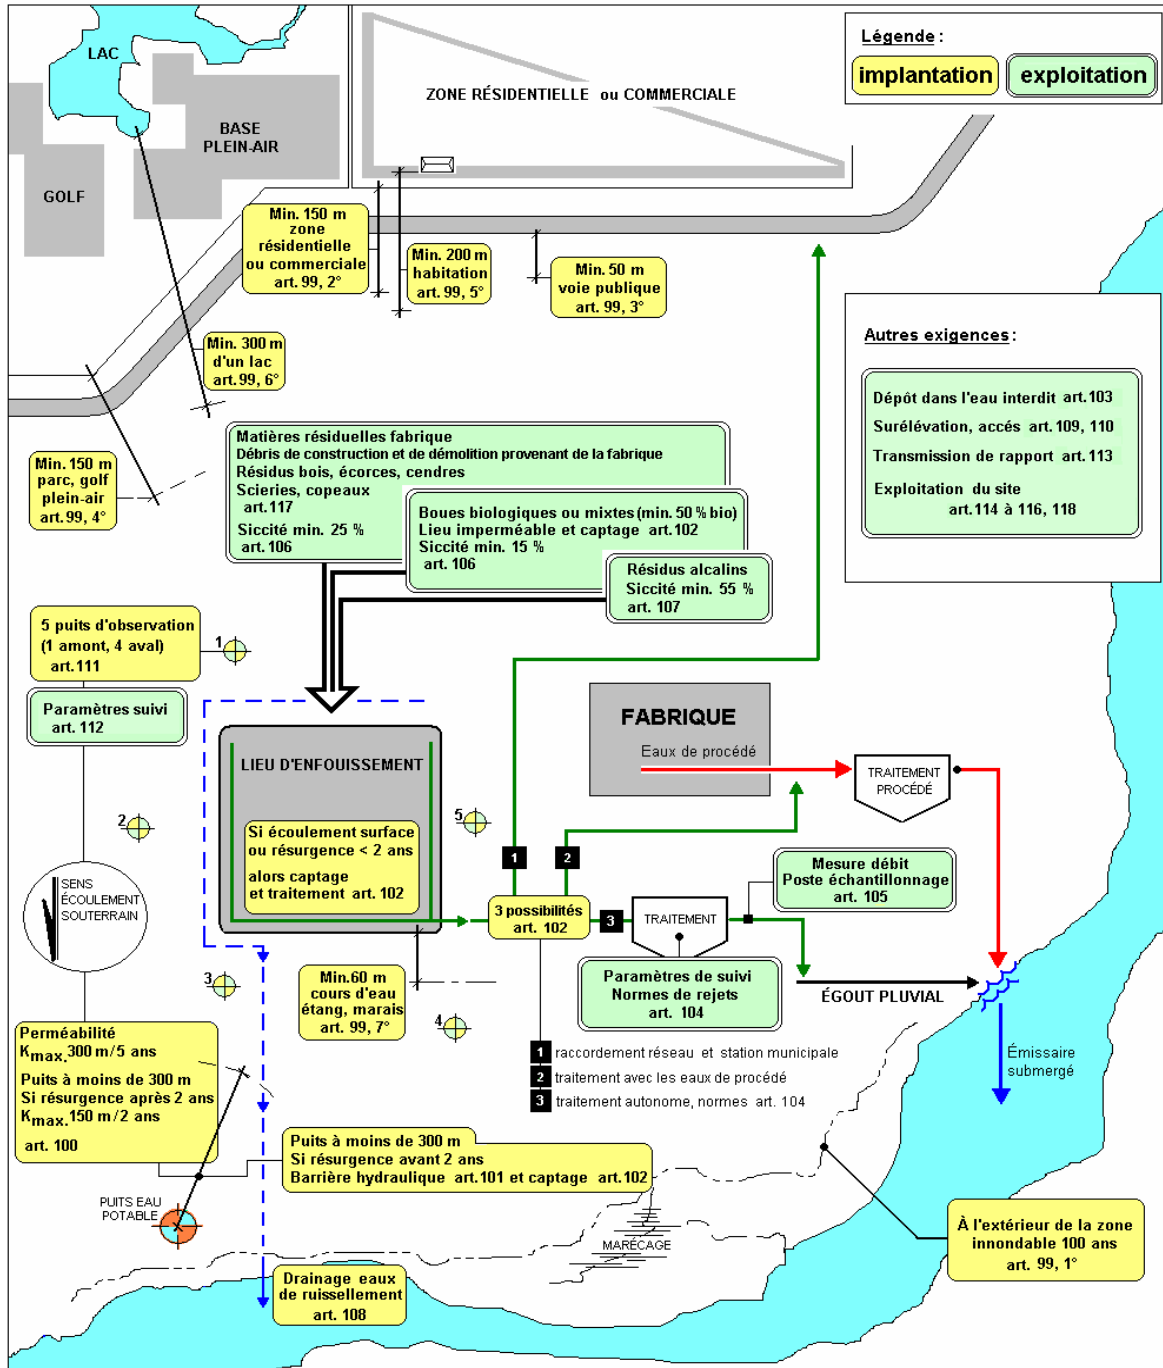 LAC
BASE
PLEIN-AIR
GOLF
ZONE RÉSIDENTIELLE ou COMMERCIALE
Légende :
implantation
exploitation
Min. 150 m
zone
résidentielle
ou commerciale
art. 99, 2°
Min. 200 m
habitation
art. 99, 5°
Min. 50 m
voie publique
art. 99, 3°
Min. 300 m
d'un lac
art. 99, 6°
Min. 150 m
parc, golf
plein-air
art. 99, 4°
Autres exigences :
Dépôt dans l'eau interdit art. 103
Surélévation, accés art. 109, 110
Transmission de rapport art. 113
Exploitation du site
art. 114 à 116, 118
Matières résiduelles fabrique
Débris de construction et de démolition provenant de la fabrique
Résidus bois, écorces, cendres
Scieries, copeaux
art. 117
Siccité min. 25 %
art. 106
Boues biologiques ou mixtes (min. 50 % bio)
Lieu imperméable et captage art. 102
Siccité min. 15 %
art. 106
Résidus alcalins
Siccité min. 55 %
art. 107
5 puits d'observation
(1 amont, 4 aval)
art. 111
1
Paramètres suivi
art. 112
2
SENS
ÉCOULEMENT
SOUTERRAIN
3
LIEU D'ENFOUISSEMENT
Si écoulement surface
ou résurgence < 2 ans
alors captage
et traitement art. 102
5
FABRIQUE
Eaux de procédé
TRAITEMENT
PROCÉDÉ
1
2
3 possibilités
art. 102
3
TRAITEMENT
Mesure débit
Poste échantillonnage
art. 105
Min. 60 m
cours d'eau
étang, marais
art. 99, 7°
4
Paramètres de suivi
Normes de rejets
art. 104
ÉGOUT PLUVIAL
Émissaire
submergé
1 raccordement réseau et station municipale
2 traitement avec les eaux de procédé
3 traitement autonome, normes art. 104
Perméabilité
Kmax. 300 m/5 ans
Puits à moins de 300 m
Si résurgence après 2 ans
Kmax. 150 m/2 ans
art. 100
Puits à moins de 300 m
Si résurgence avant 2 ans
Barrière hydraulique art. 101 et captage art. 102
PUITS EAU
POTABLE
MARÉCAGE
À l'extérieur de la zone
innondable 100 ans
art. 99, 1°
Drainage eaux
de ruissellement
art. 108